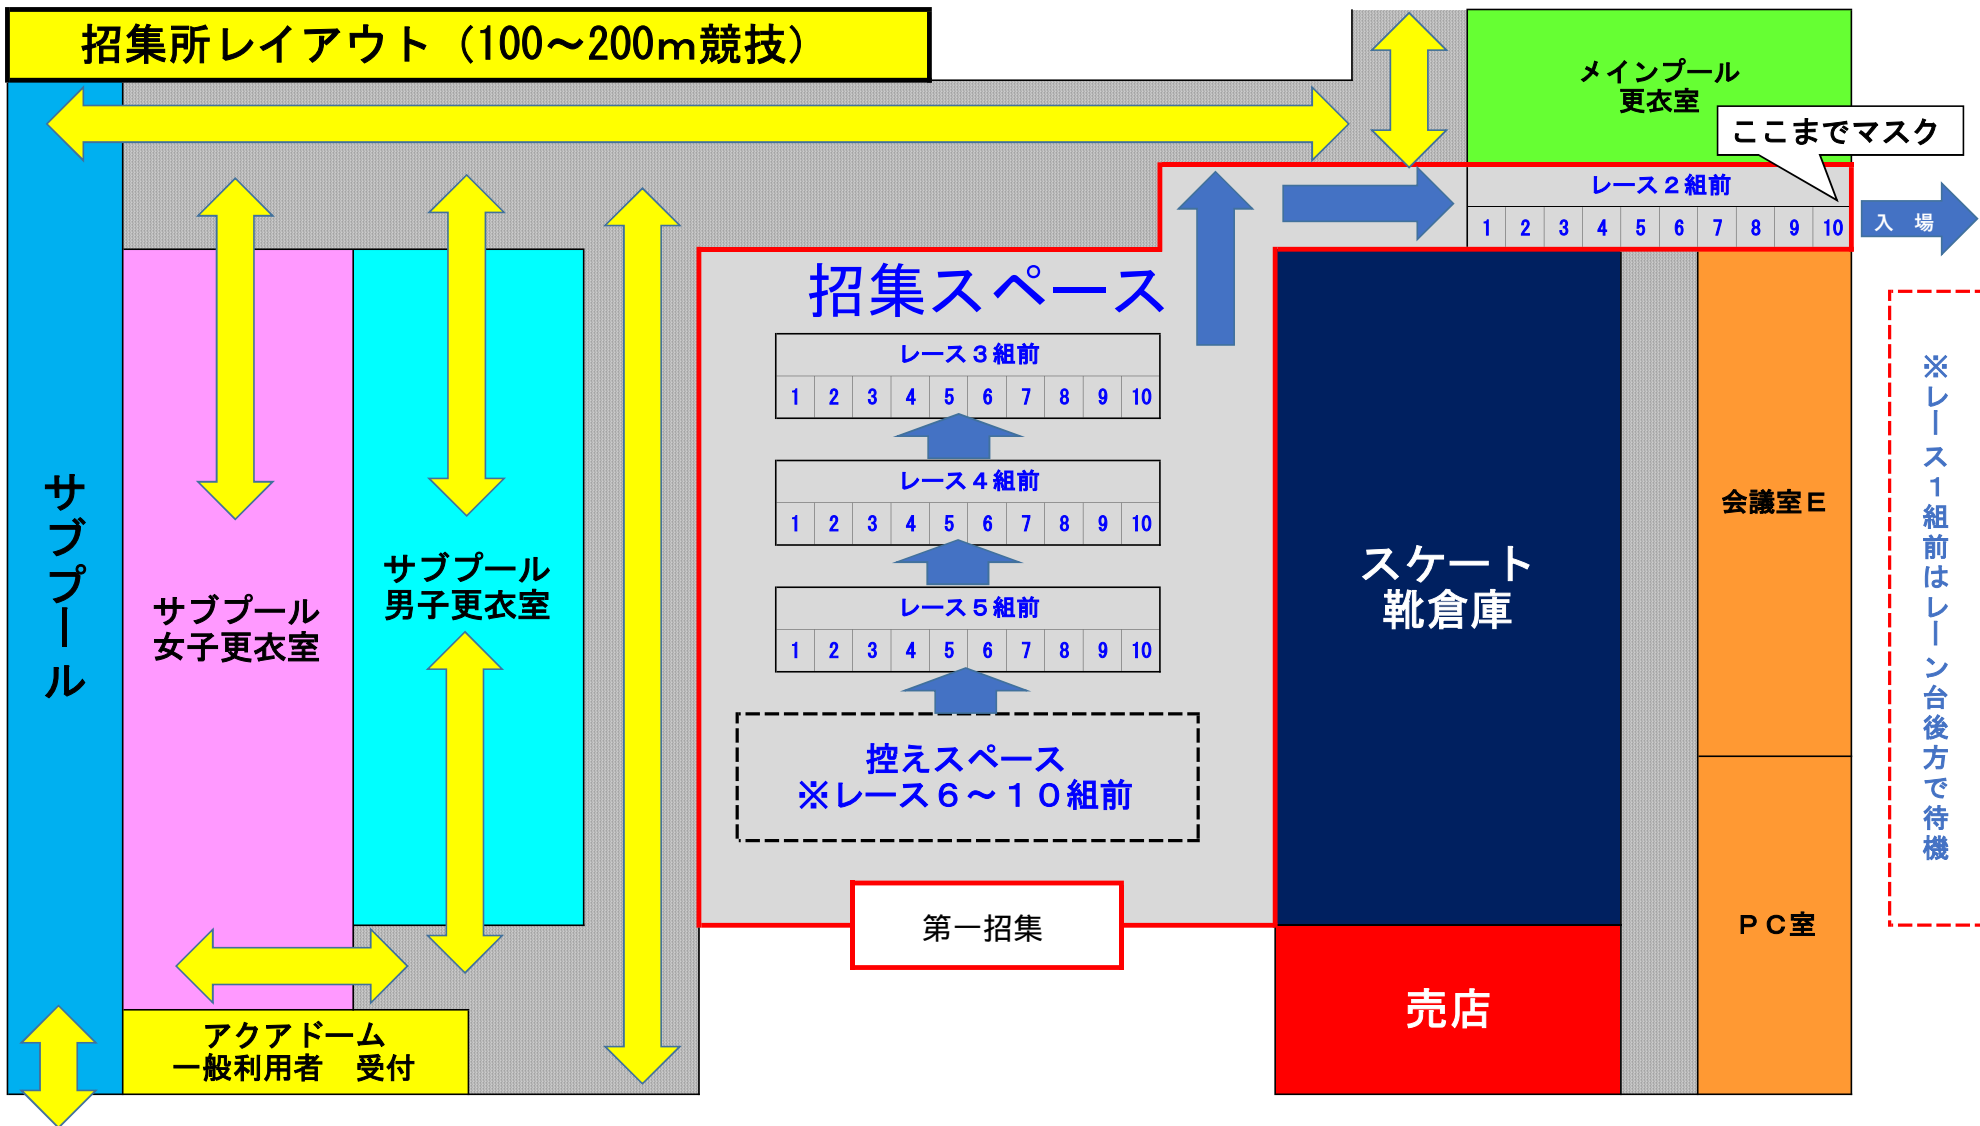 招集所レイアウト（100～200m競技）
メインプール
更衣室
ここまでマスク
レース２組前
1 2 3 4 5 6 7 8 9 10
入　場
招集スペース
レース３組前
1 2 3 4 5 6 7 8 9 10
レース４組前
1 2 3 4 5 6 7 8 9 10
レース５組前
1 2 3 4 5 6 7 8 9 10
控えスペース
※レース６～１０組前
第一招集
サブプール
サブプール
女子更衣室
サブプール
男子更衣室
アクアドーム
一般利用者　受付
スケート
靴倉庫
売店
会議室Ｅ
ＰＣ室
※レース１組前はレーン台後方で待機